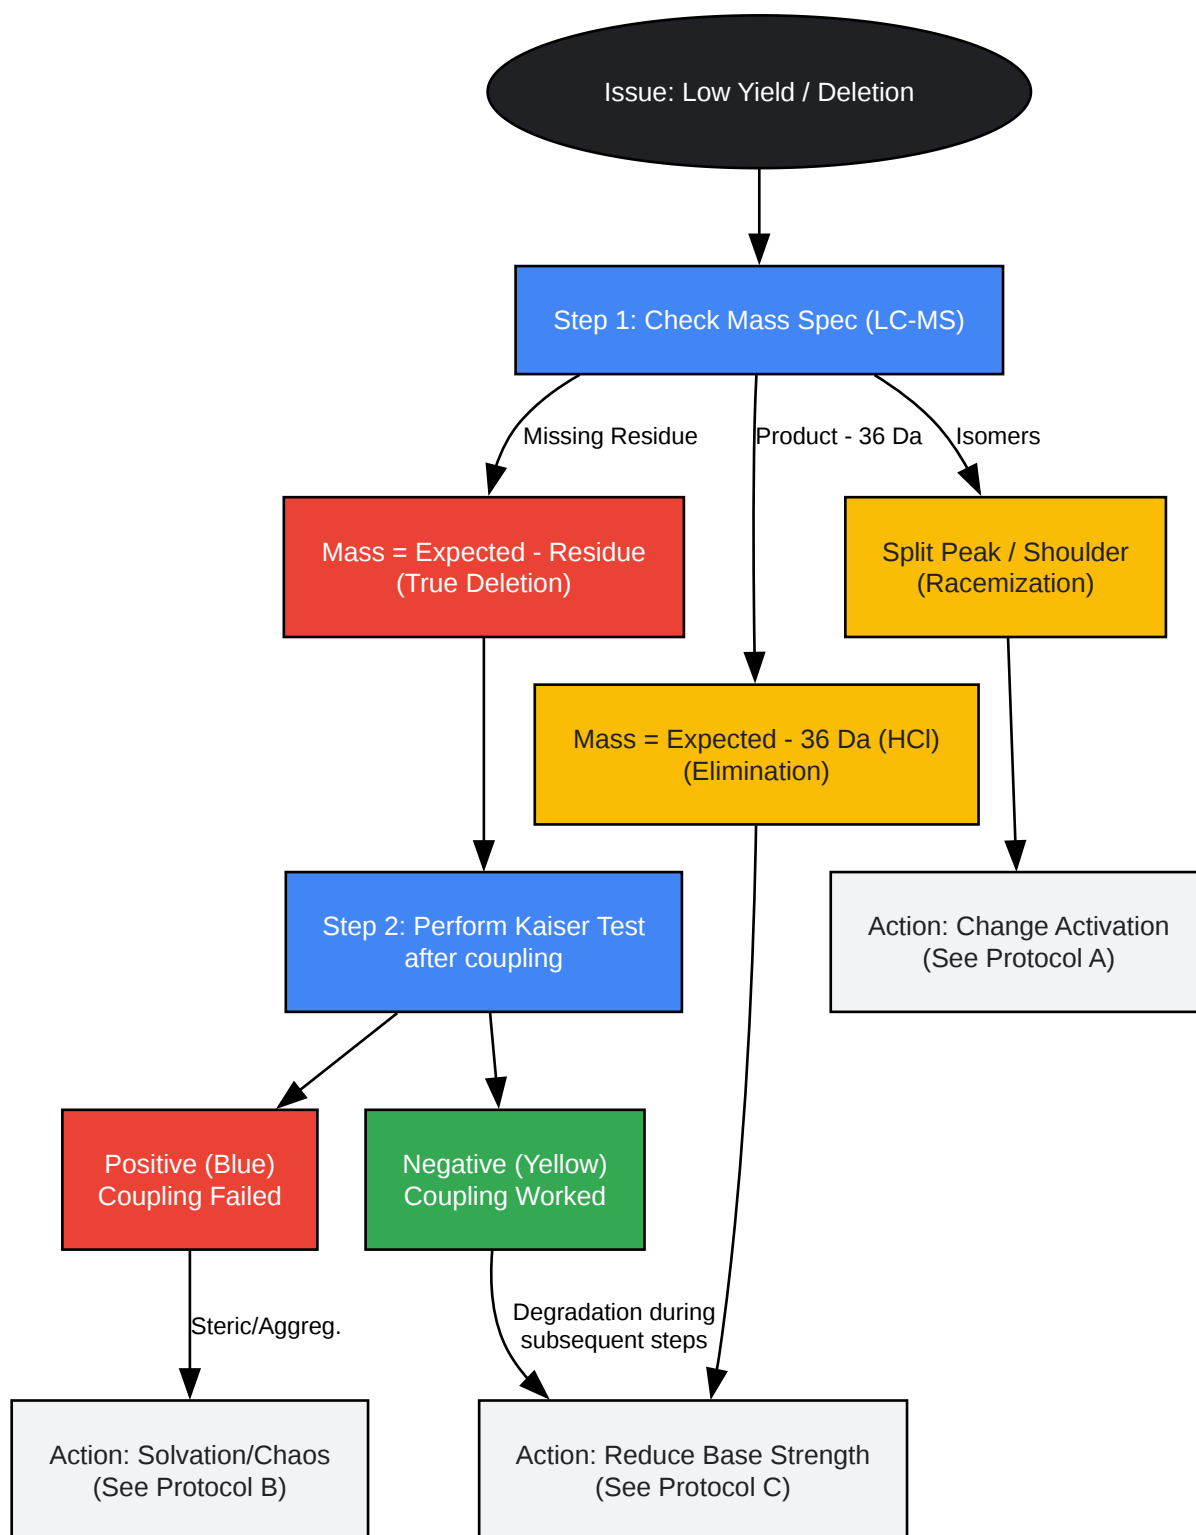 Issue: Low Yield / Deletion
Step 1: Check Mass Spec (LC-MS)
Missing Residue
Product - 36 Da
Isomers
Mass = Expected - Residue
(True Deletion)
Split Peak / Shoulder
(Racemization)
Mass = Expected - 36 Da (HCl)
(Elimination)
Step 2: Perform Kaiser Test
after coupling
Action: Change Activation
(See Protocol A)
Positive (Blue)
Coupling Failed
Negative (Yellow)
Coupling Worked
Steric/Aggreg.
Degradation during
subsequent steps
Action: Solvation/Chaos
(See Protocol B)
Action: Reduce Base Strength
(See Protocol C)